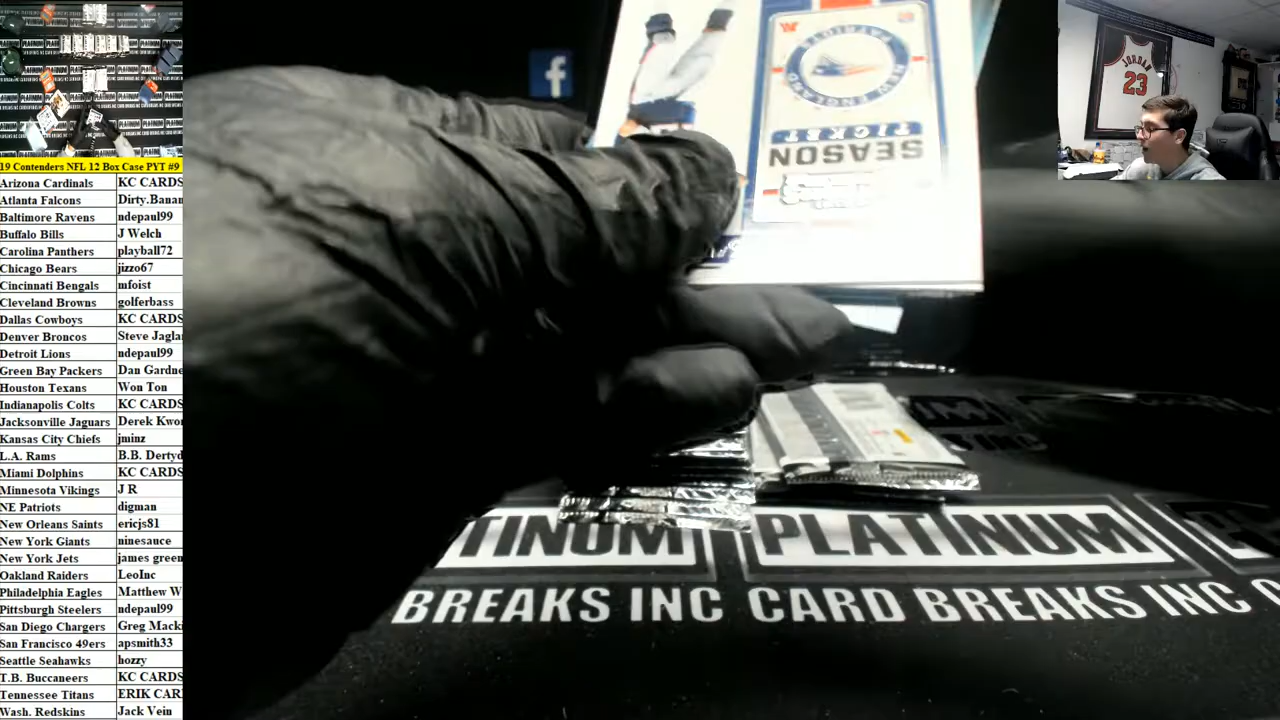 19 Contenders NFL 12 Box Case PYT #9
Arizona Cardinals KC CARDS
Atlanta Falcons Dirty.Banan
Baltimore Ravens ndepaul99
Buffalo Bills J Welch
Carolina Panthers playball72
Chicago Bears jizzo67
Cincinnati Bengals mfoist
Cleveland Browns golferbass
Dallas Cowboys KC CARDS
Denver Broncos Steve Jagla
Detroit Lions ndepaul99
Green Bay Packers Dan Gardne
Houston Texans Won Ton
Indianapolis Colts KC CARDS
Jacksonville Jaguars Derek Kwo
Kansas City Chiefs jminz
L.A. Rams B.B. Dertyd
Miami Dolphins KC CARDS
Minnesota Vikings J R
NE Patriots digman
New Orleans Saints ericjs81
New York Giants ninesauce
New York Jets james green
Oakland Raiders LeoInc
Philadelphia Eagles Matthew W
Pittsburgh Steelers ndepaul99
San Diego Chargers Greg Macki
San Francisco 49ers apsmith33
Seattle Seahawks hozzy
T.B. Buccaneers KC CARDS
Tennessee Titans ERIK CAR
Wash. Redskins Jack Vein
f
PATRIOTS
NEW ENGLAND
TICKET
SEASON
JORDAN
23
TINUM PLATINUM
BREAKS INC CARD BREAKS INC